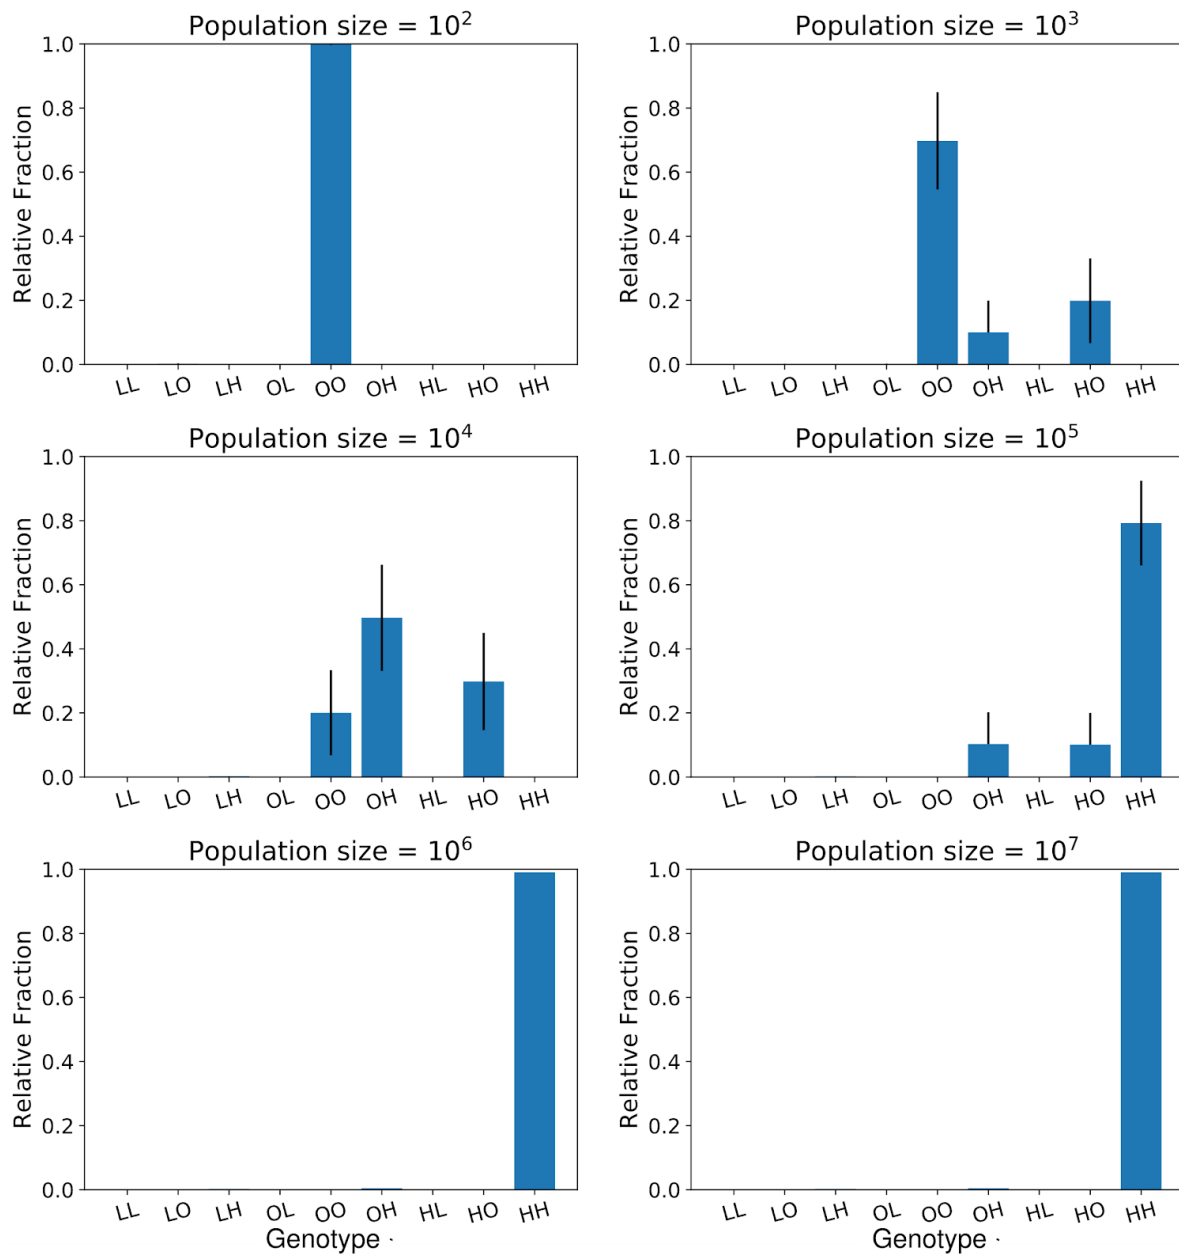 Population size = 10²
Population size = 10³
Relative Fraction
1.0
0.8
0.6
0.4
0.2
0.0
LL LO LH OL OO OH HL HO HH
Relative Fraction
1.0
0.8
0.6
0.4
0.2
0.0
LL LO LH OL OO OH HL HO HH
Population size = 10⁴
Population size = 10⁵
Relative Fraction
1.0
0.8
0.6
0.4
0.2
0.0
LL LO LH OL OO OH HL HO HH
Relative Fraction
1.0
0.8
0.6
0.4
0.2
0.0
LL LO LH OL OO OH HL HO HH
Population size = 10⁶
Population size = 10⁷
Relative Fraction
1.0
0.8
0.6
0.4
0.2
0.0
LL LO LH OL OO OH HL HO HH
Genotype
Relative Fraction
1.0
0.8
0.6
0.4
0.2
0.0
LL LO LH OL OO OH HL HO HH
Genotype